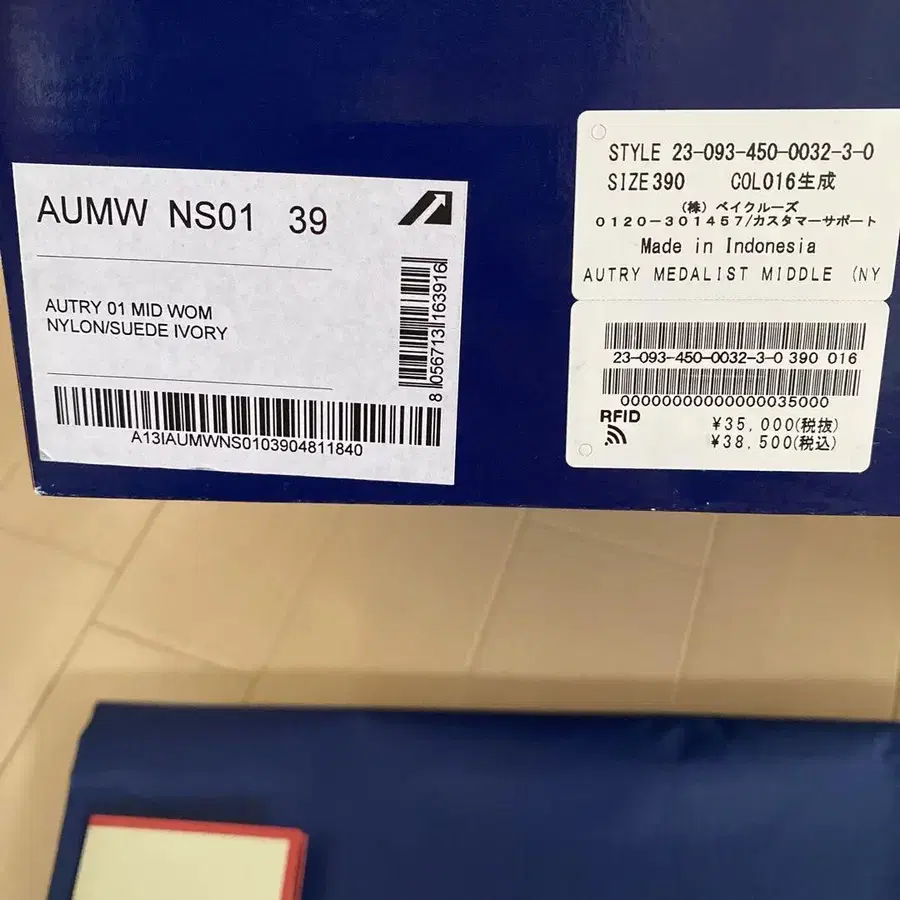 AUMW NS01 39
AUTRY 01 MID WOM
NYLON/SUEDE IVORY
8 056713 163916
A13IAUMWNS0103904811840
STYLE 23-093-450-0032-3-0
SIZE390 COL016生成
(株) ベイクルーズ
0120-301457/カスタマーサポート
Made in Indonesia
AUTRY MEDALIST MIDDLE (NY
23-093-450-0032-3-0 390 016
00000000000000035000
RFID
¥35,000(税抜)
¥38,500(税込)